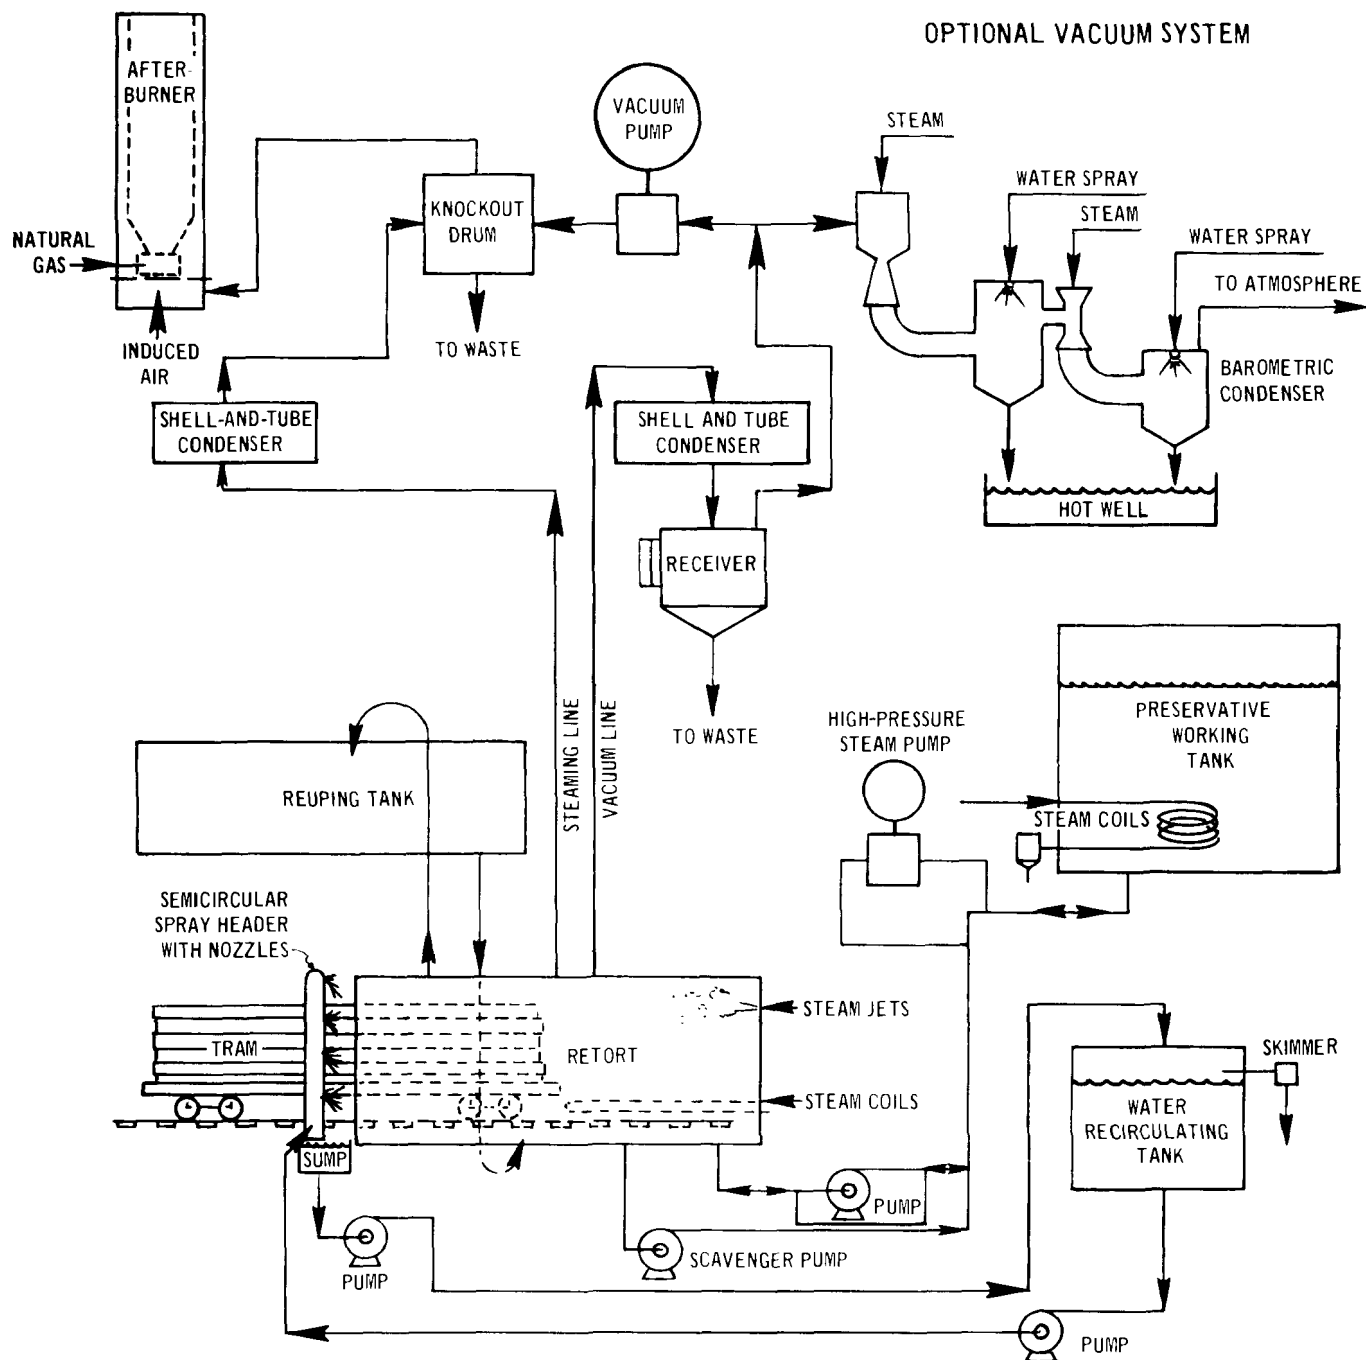 OPTIONAL VACUUM SYSTEM
AFTER-
BURNER
VACUUM
PUMP
STEAM
WATER SPRAY
STEAM
WATER SPRAY
TO ATMOSPHERE
KNOCKOUT
DRUM
NATURAL
GAS
INDUCED
AIR
TO WASTE
BAROMETRIC
CONDENSER
SHELL-AND-TUBE
CONDENSER
SHELL AND TUBE
CONDENSER
HOT WELL
RECEIVER
TO WASTE
STEAMING LINE
VACUUM LINE
HIGH-PRESSURE
STEAM PUMP
PRESERVATIVE
WORKING
TANK
STEAM COILS
REUPING TANK
SEMICIRCULAR
SPRAY HEADER
WITH NOZZLES
TRAM
RETORT
STEAM JETS
STEAM COILS
SKIMMER
WATER
RECIRCULATING
TANK
SUMP
PUMP
PUMP
SCAVENGER PUMP
PUMP